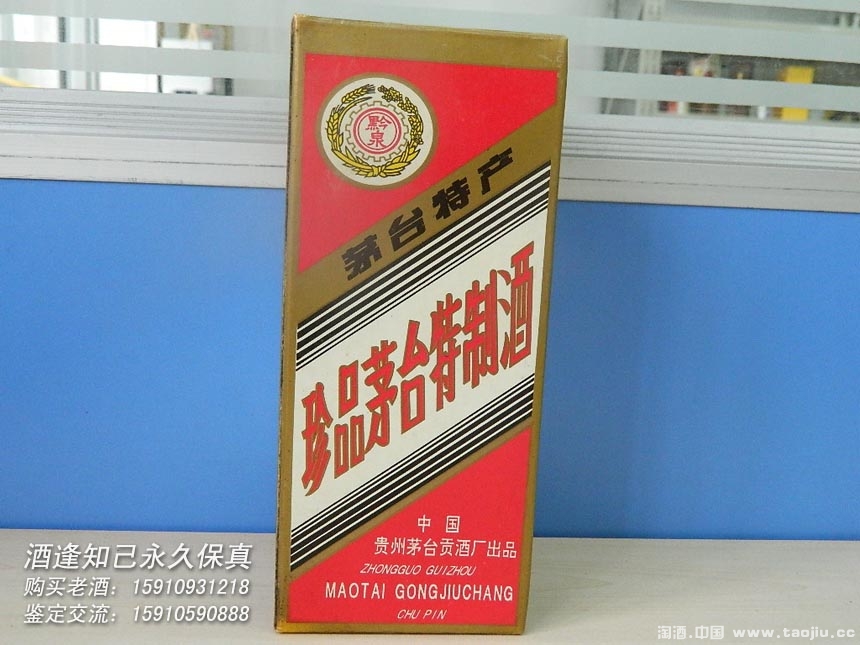 黔泉
茅台特产
珍品茅台特制酒
中国
贵州茅台贡酒厂出品
ZHONGGUO GUIZHOU
MAOTAI GONGJIUCHANG
CHU PIN
酒逢知己永久保真
购买老酒：15910931218
鉴定交流：15910590888
淘酒.中国 www.taojiu.cc